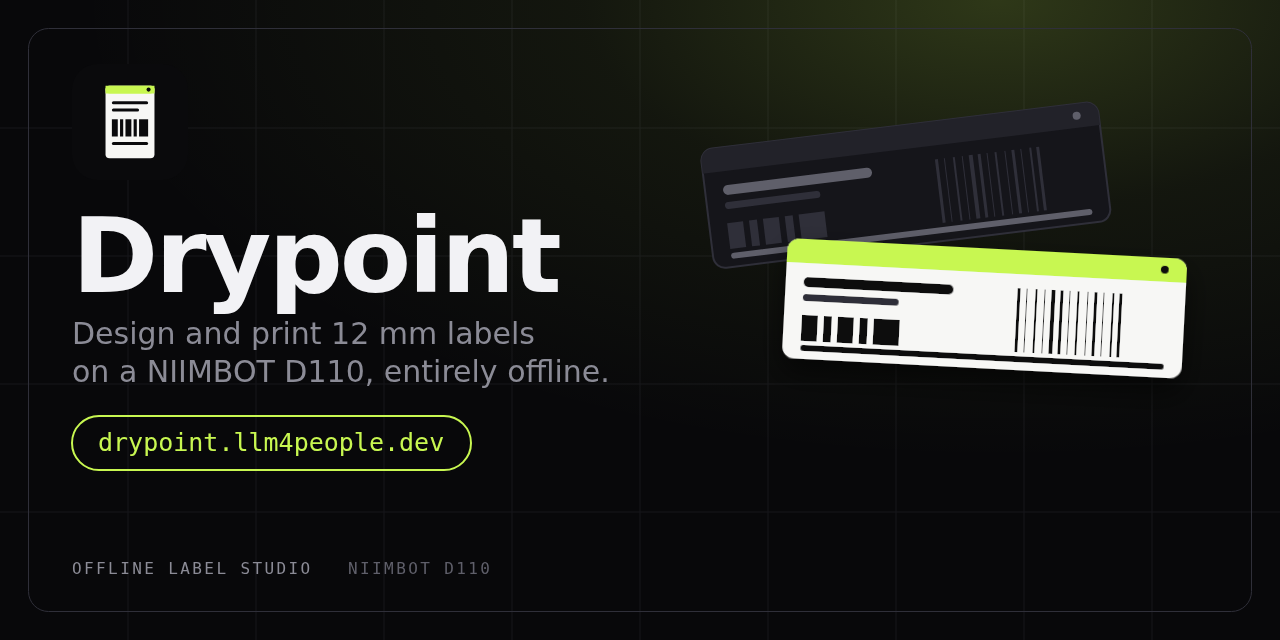 Drypoint
Design and print 12 mm labels
on a NIIMBOT D110, entirely offline.
drypoint.llm4people.dev
OFFLINE LABEL STUDIO NIIMBOT D110